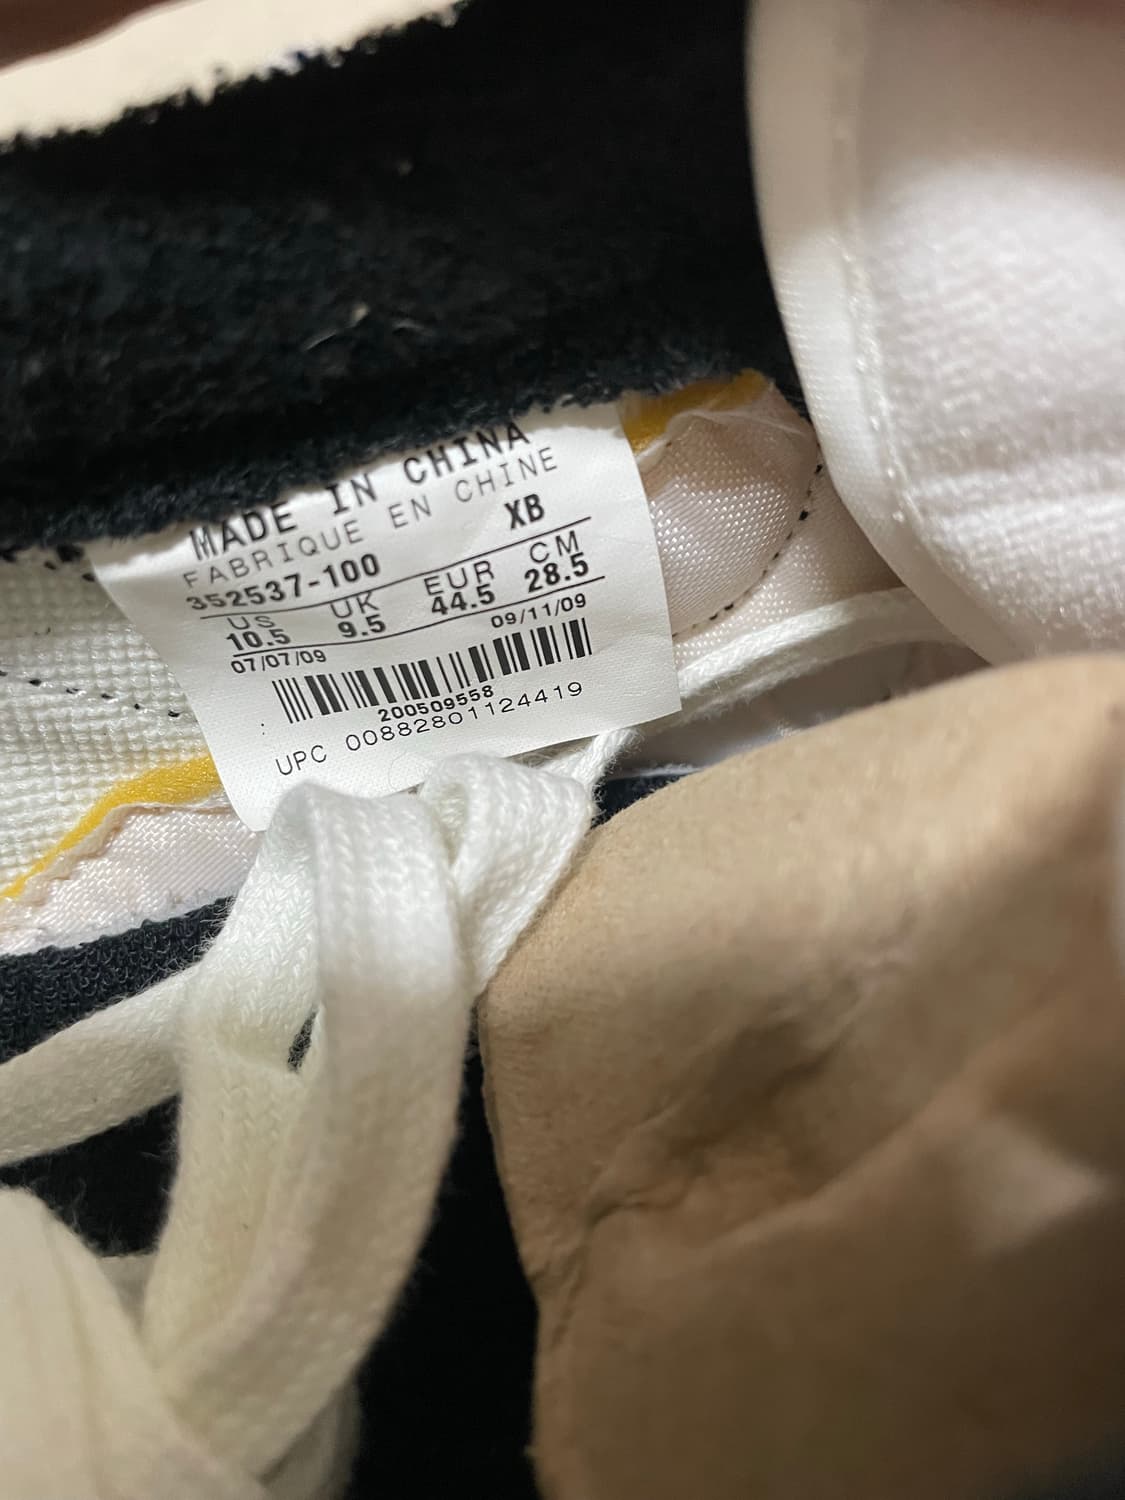 MADE IN CHINA
FABRIQUE EN CHINE
352537-100 XB
US UK EUR CM
10.5 9.5 44.5 28.5
07/07/09 09/11/09
200509558
UPC 00882801124419